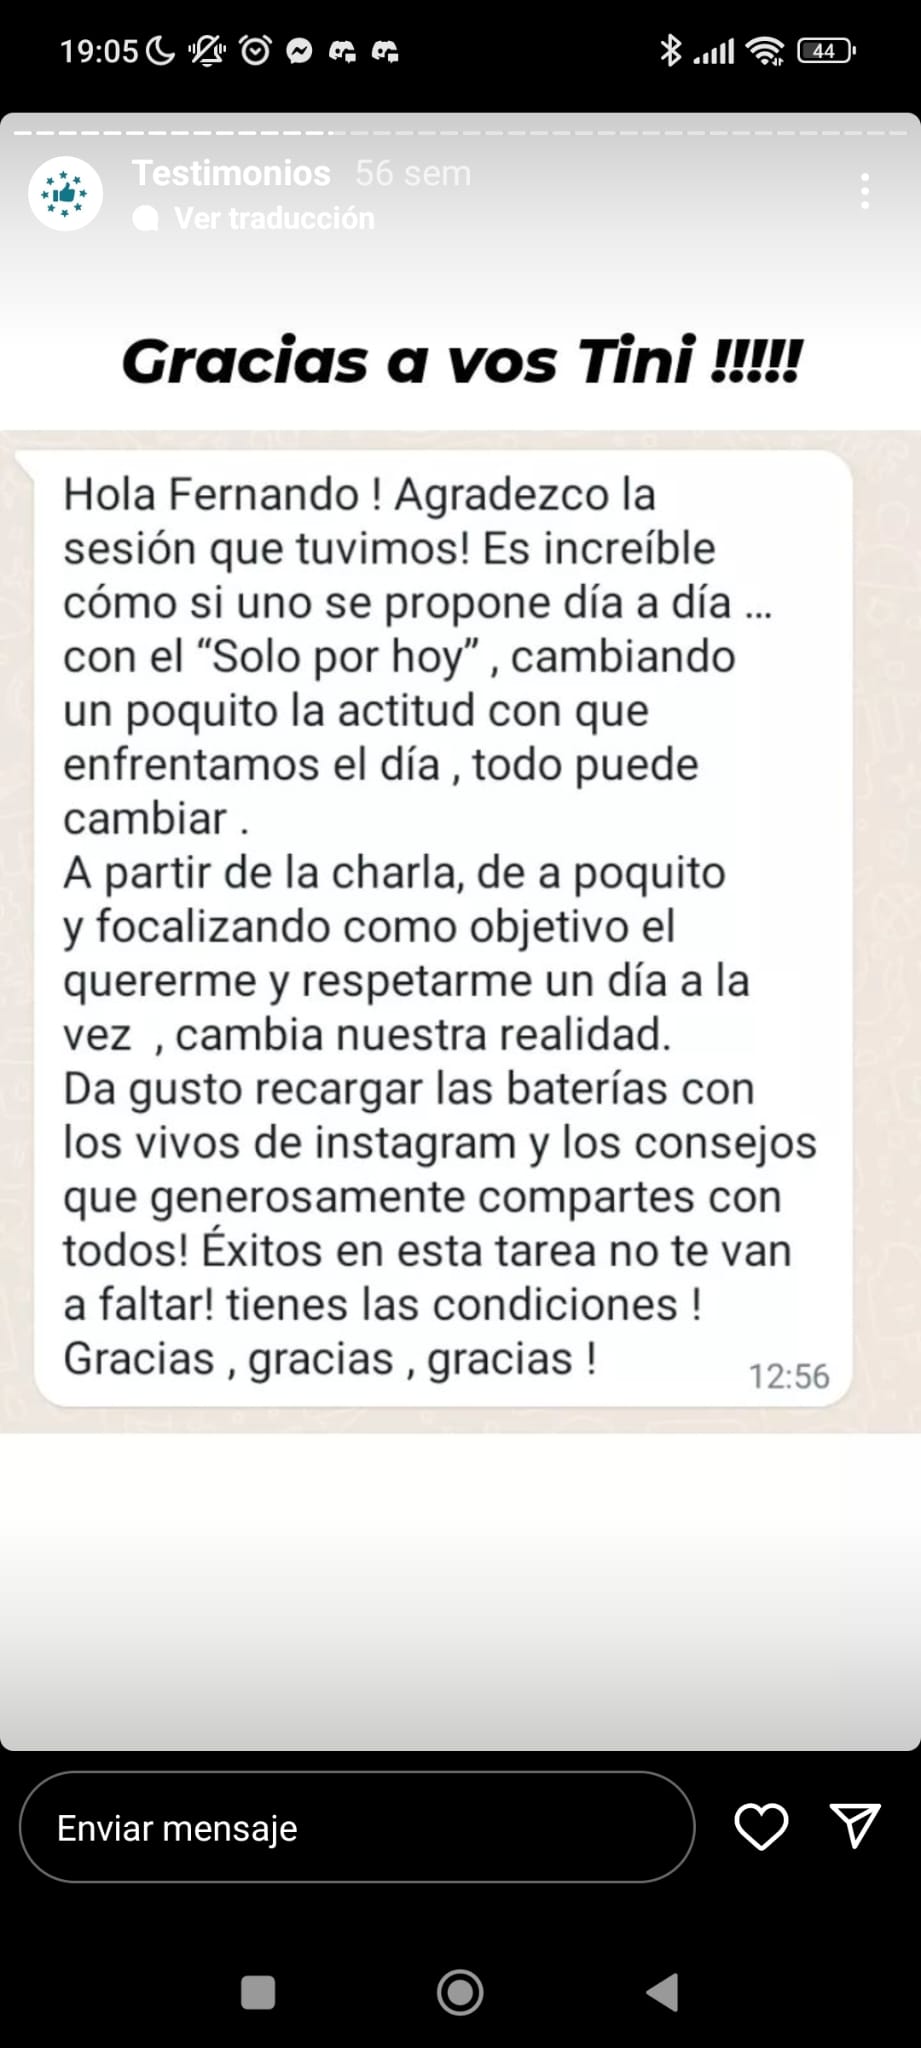 19:05
44
Testimonios 56 sem
Ver traducción
Gracias a vos Tini !!!!!
Hola Fernando ! Agradezco la
sesión que tuvimos! Es increíble
cómo si uno se propone día a día ...
con el “Solo por hoy” , cambiando
un poquito la actitud con que
enfrentamos el día , todo puede
cambiar .
A partir de la charla, de a poquito
y focalizando como objetivo el
quererme y respetarme un día a la
vez  , cambia nuestra realidad.
Da gusto recargar las baterías con
los vivos de instagram y los consejos
que generosamente compartes con
todos! Éxitos en esta tarea no te van
a faltar! tienes las condiciones !
Gracias , gracias , gracias !
12:56
Enviar mensaje